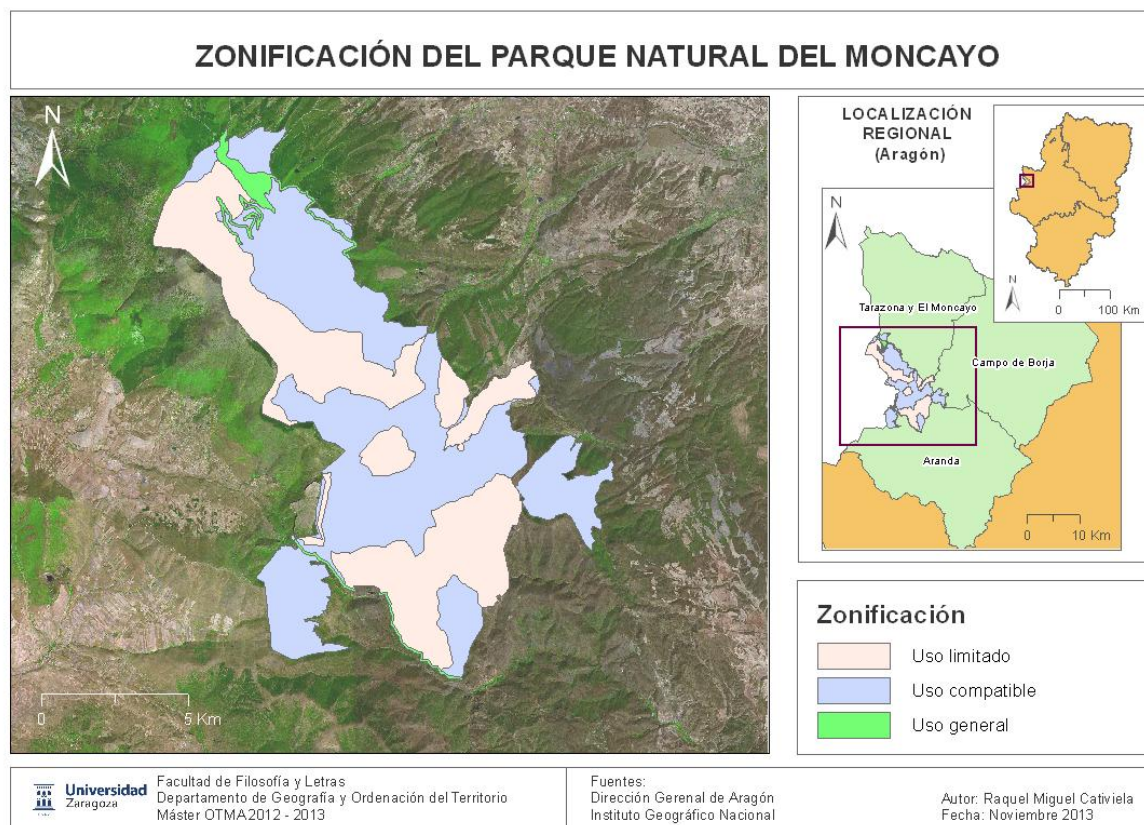 ZONIFICACIÓN DEL PARQUE NATURAL DEL MONCAYO
N
0
5 Km
LOCALIZACIÓN
REGIONAL
(Aragón)
N
0
100 Km
N
Tarazona y El Moncayo
Campo de Borja
Aranda
0
10 Km
Zonificación
Uso limitado
Uso compatible
Uso general
Universidad
Zaragoza
Facultad de Filosofía y Letras
Departamento de Geografía y Ordenación del Territorio
Máster OTMA 2012 - 2013
Fuentes:
Dirección Gerenal de Aragón
Instituto Geográfico Nacional
Autor: Raquel Miguel Cativiela
Fecha: Noviembre 2013